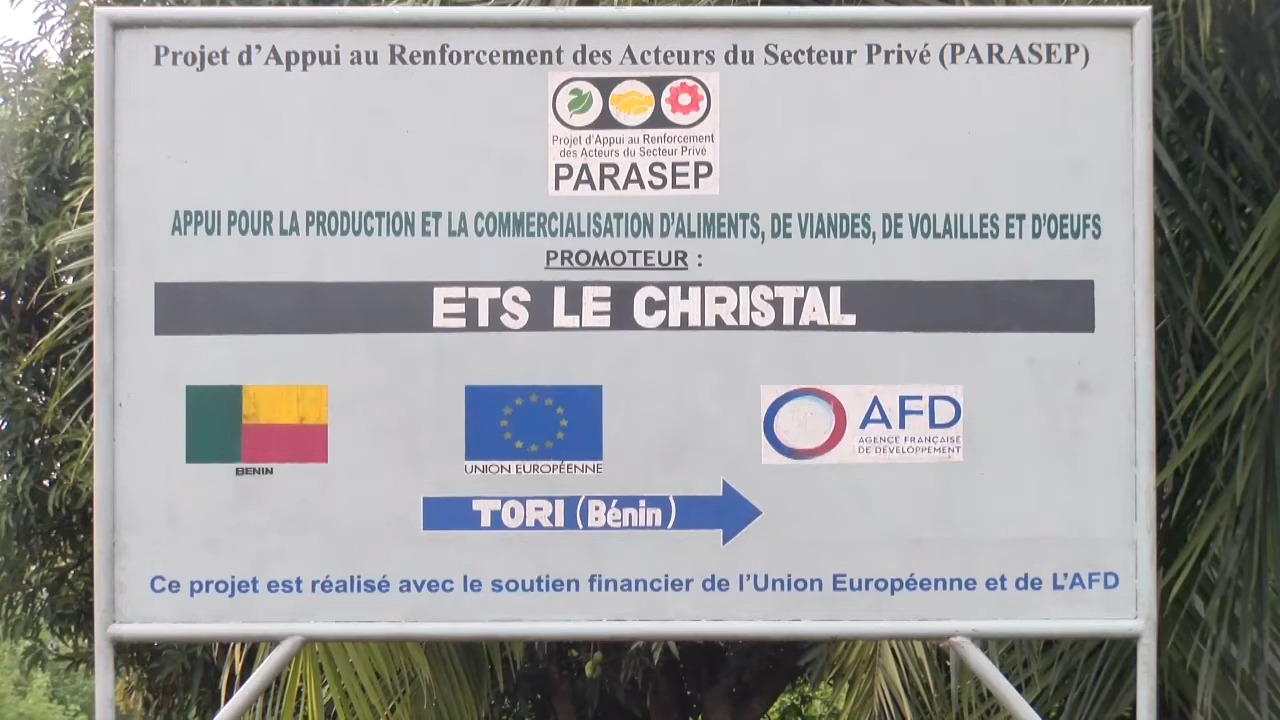 Projet d'Appui au Renforcement des Acteurs du Secteur Privé (PARASEP)
Projet d'Appui au Renforcement
des Acteurs du Secteur Privé
PARASEP
APPUI POUR LA PRODUCTION ET LA COMMERCIALISATION D'ALIMENTS, DE VIANDES, DE VOLAILLES ET D'OEUFS
PROMOTEUR :
ETS LE CHRISTAL
BENIN
UNION EUROPÉENNE
AFD
AGENCE FRANÇAISE
DE DÉVELOPPEMENT
TORI (Bénin)
Ce projet est réalisé avec le soutien financier de l'Union Européenne et de L'AFD